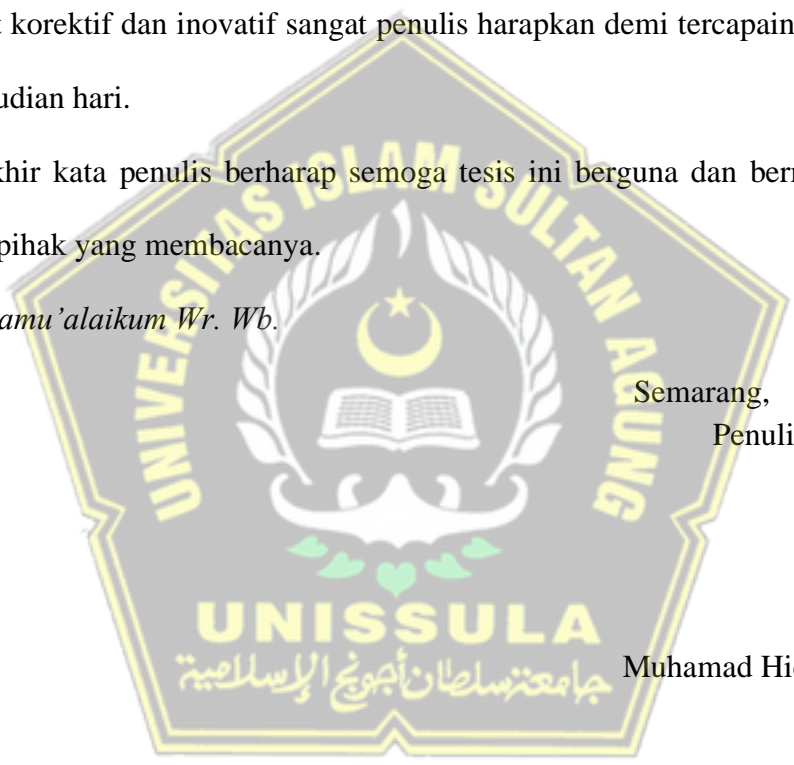 t korektif dan inovatif sangat penulis harapkan demi tercapain
udian hari.
khir kata penulis berharap semoga tesis ini berguna dan ber
pihak yang membacanya.
amu’alaikum Wr. Wb.
Semarang,
Penuli
Muhamad Hi
UNIVERSITAS ISLAM SULTAN AGUNG
UNISSULA
جامعة سلطان أجونج الإسلامية